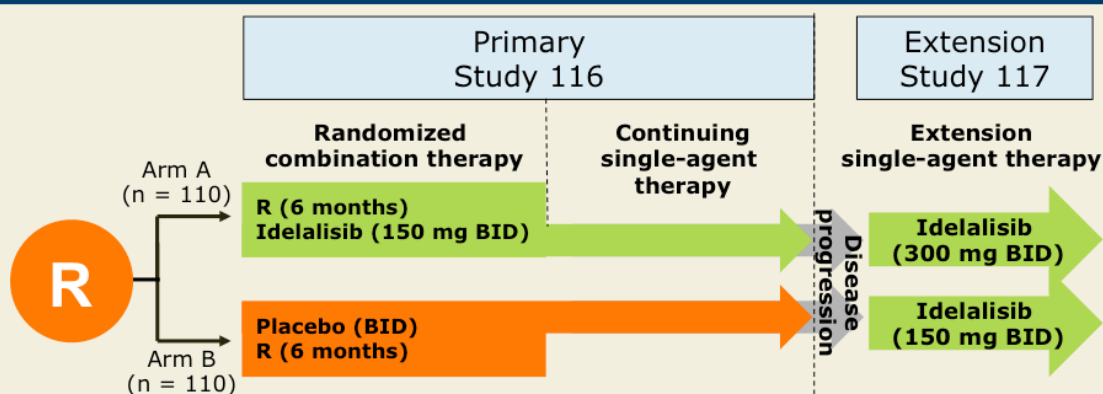 Primary
Study 116
Extension
Study 117
Randomized
combination therapy
Continuing
single-agent
therapy
Extension
single-agent therapy
Arm A
(n = 110)
R (6 months)
Idelalisib (150 mg BID)
R
Disease
progression
Idelalisib
(300 mg BID)
Placebo (BID)
R (6 months)
Idelalisib
(150 mg BID)
Arm B
(n = 110)